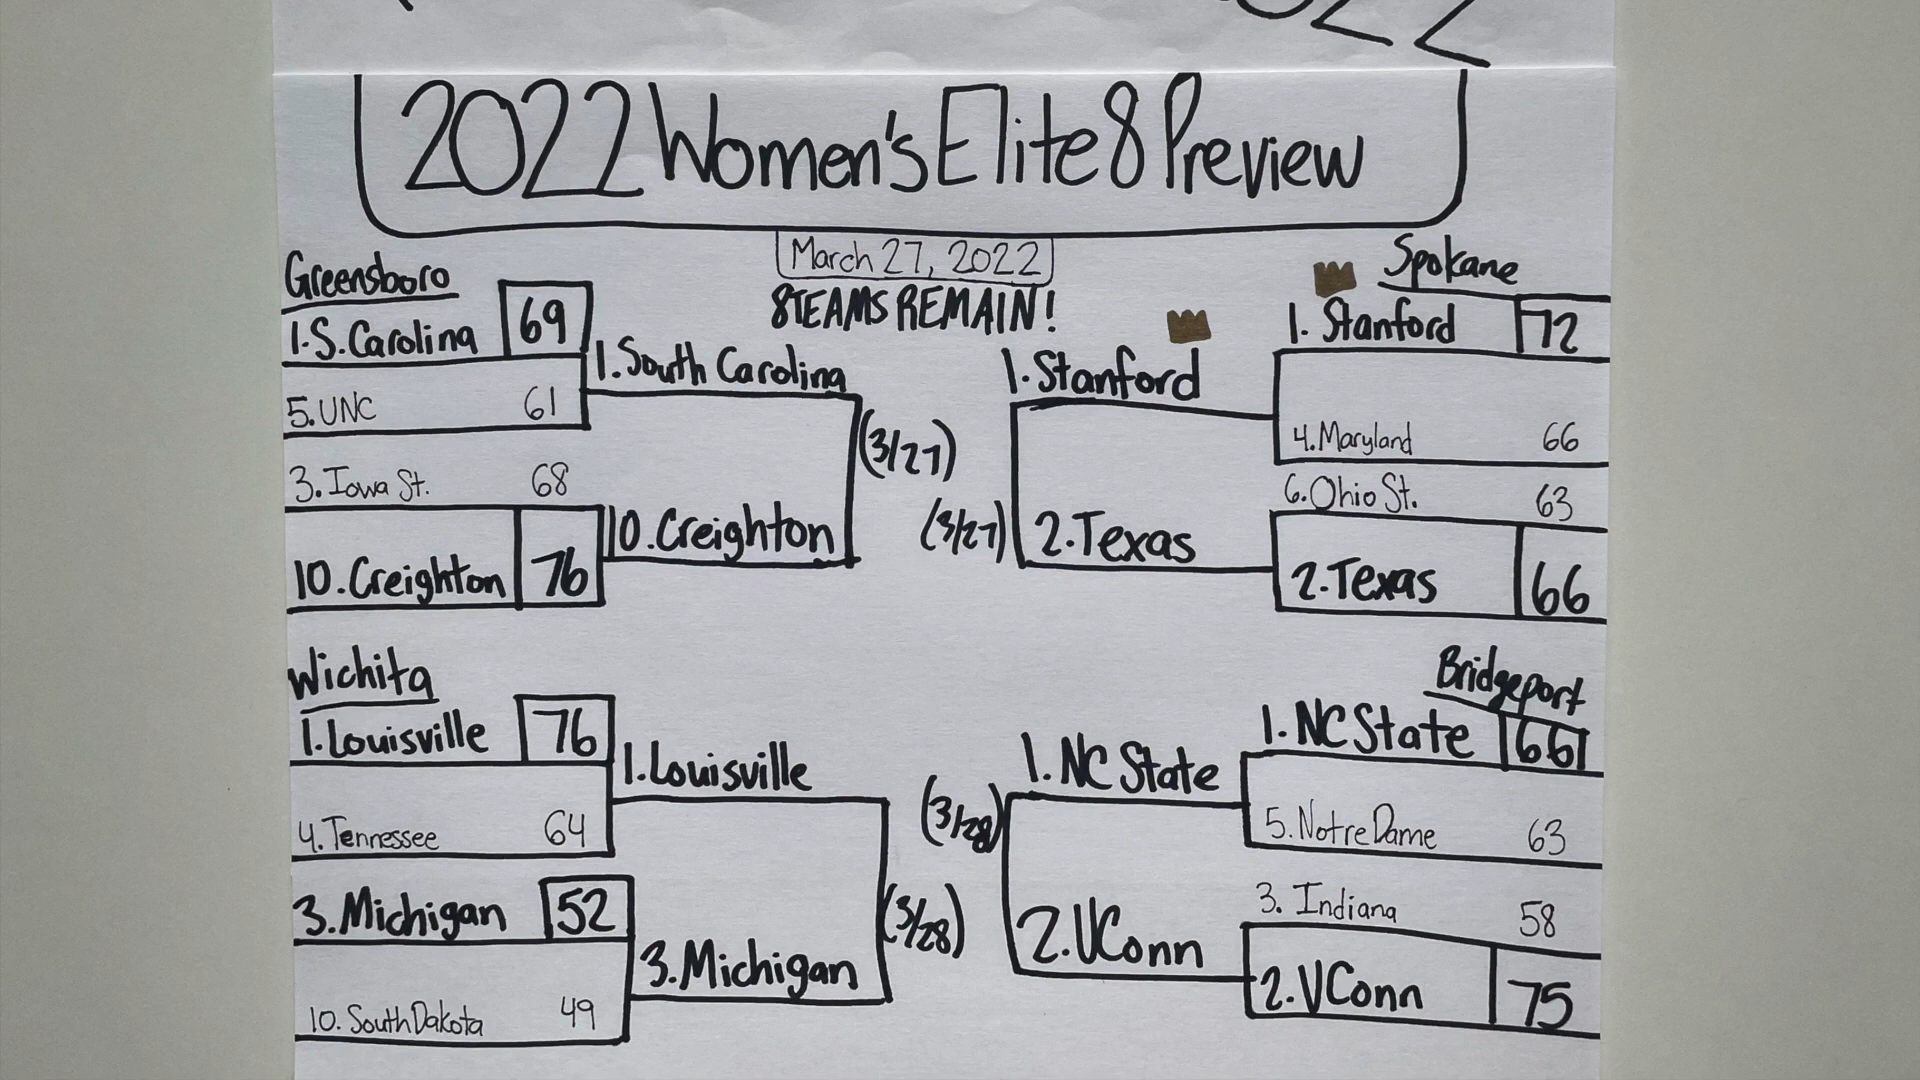 2022
2022 Women's Elite 8 Preview
March 27, 2022
8 TEAMS REMAIN!
Greensboro
1. S. Carolina 69
5. UNC 61
3. Iowa St. 68
10. Creighton 76
1. South Carolina
10. Creighton
(3/27)
Spokane
1. Stanford 72
4. Maryland 66
6. Ohio St. 63
2. Texas 66
1. Stanford
2. Texas
(3/27)
Wichita
1. Louisville 76
4. Tennessee 64
3. Michigan 52
10. South Dakota 49
1. Louisville
3. Michigan
(3/28)
Bridgeport
1. NC State 66
5. Notre Dame 63
3. Indiana 58
2. UConn 75
1. NC State
2. UConn
(3/28)